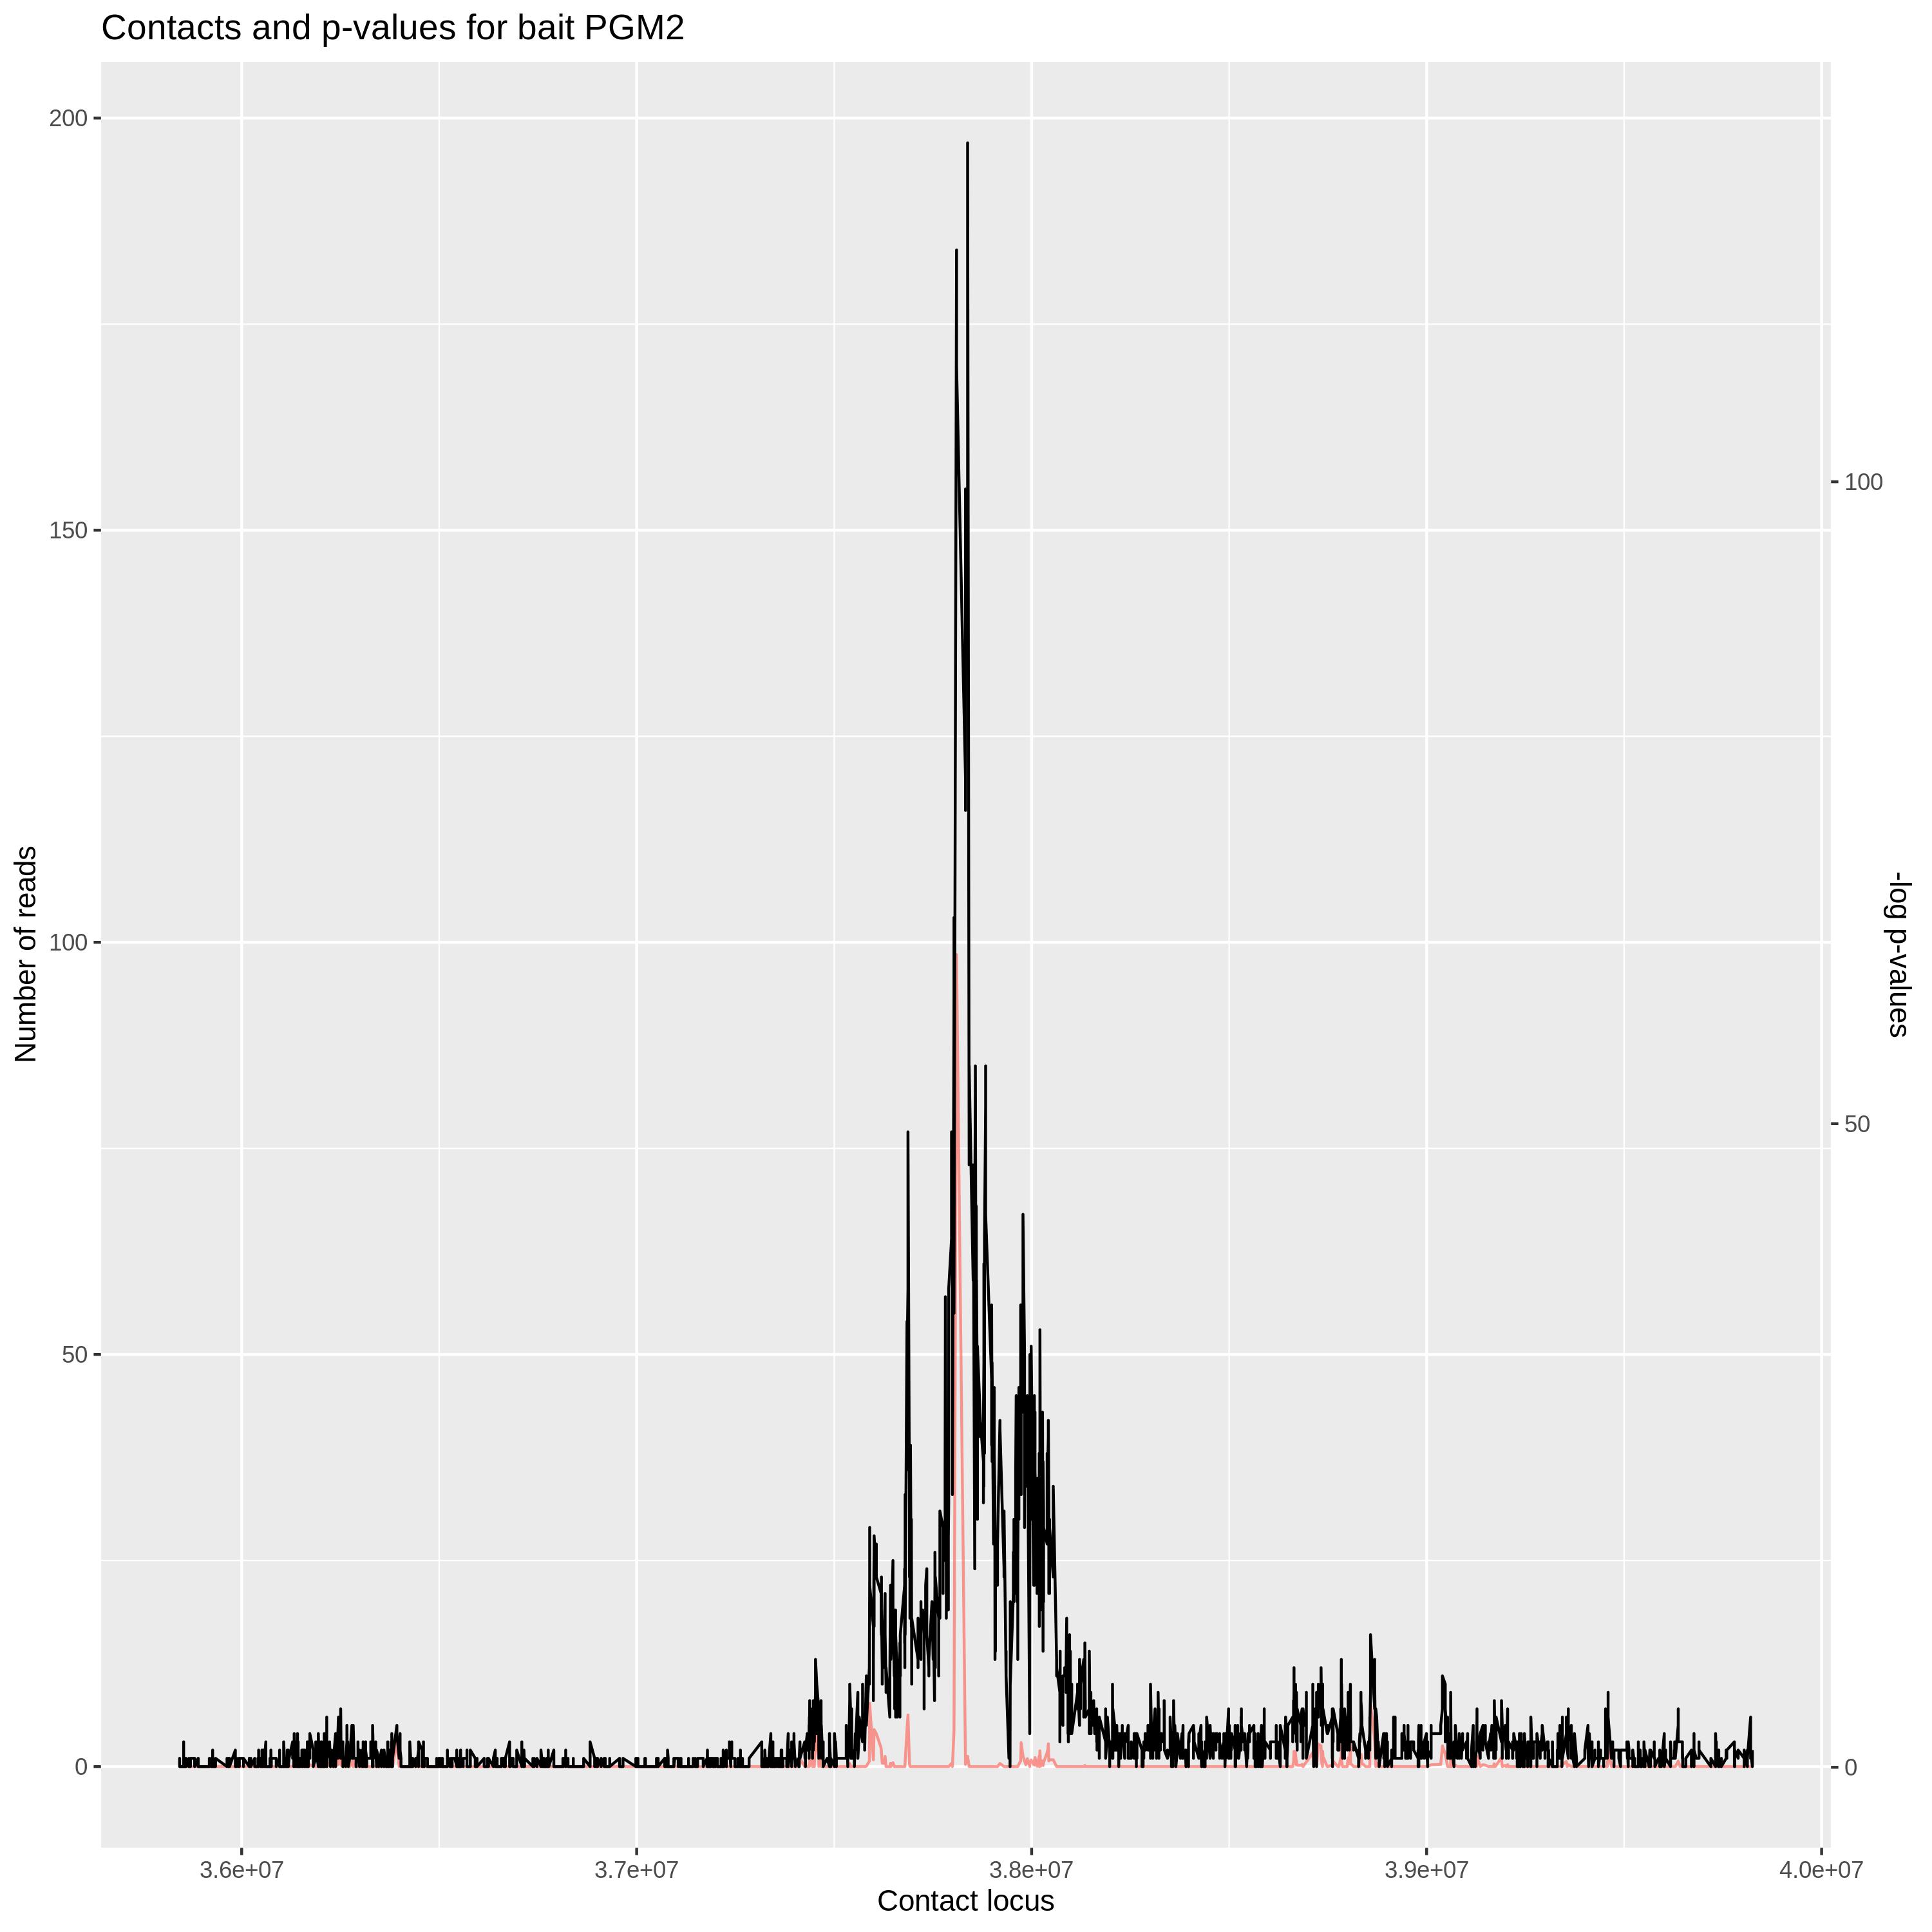 Contacts and p-values for bait PGM2
200
150
100
50
0
Number of reads
100
50
0
-log p-values
3.6e+07 3.7e+07 3.8e+07 3.9e+07 4.0e+07
Contact locus